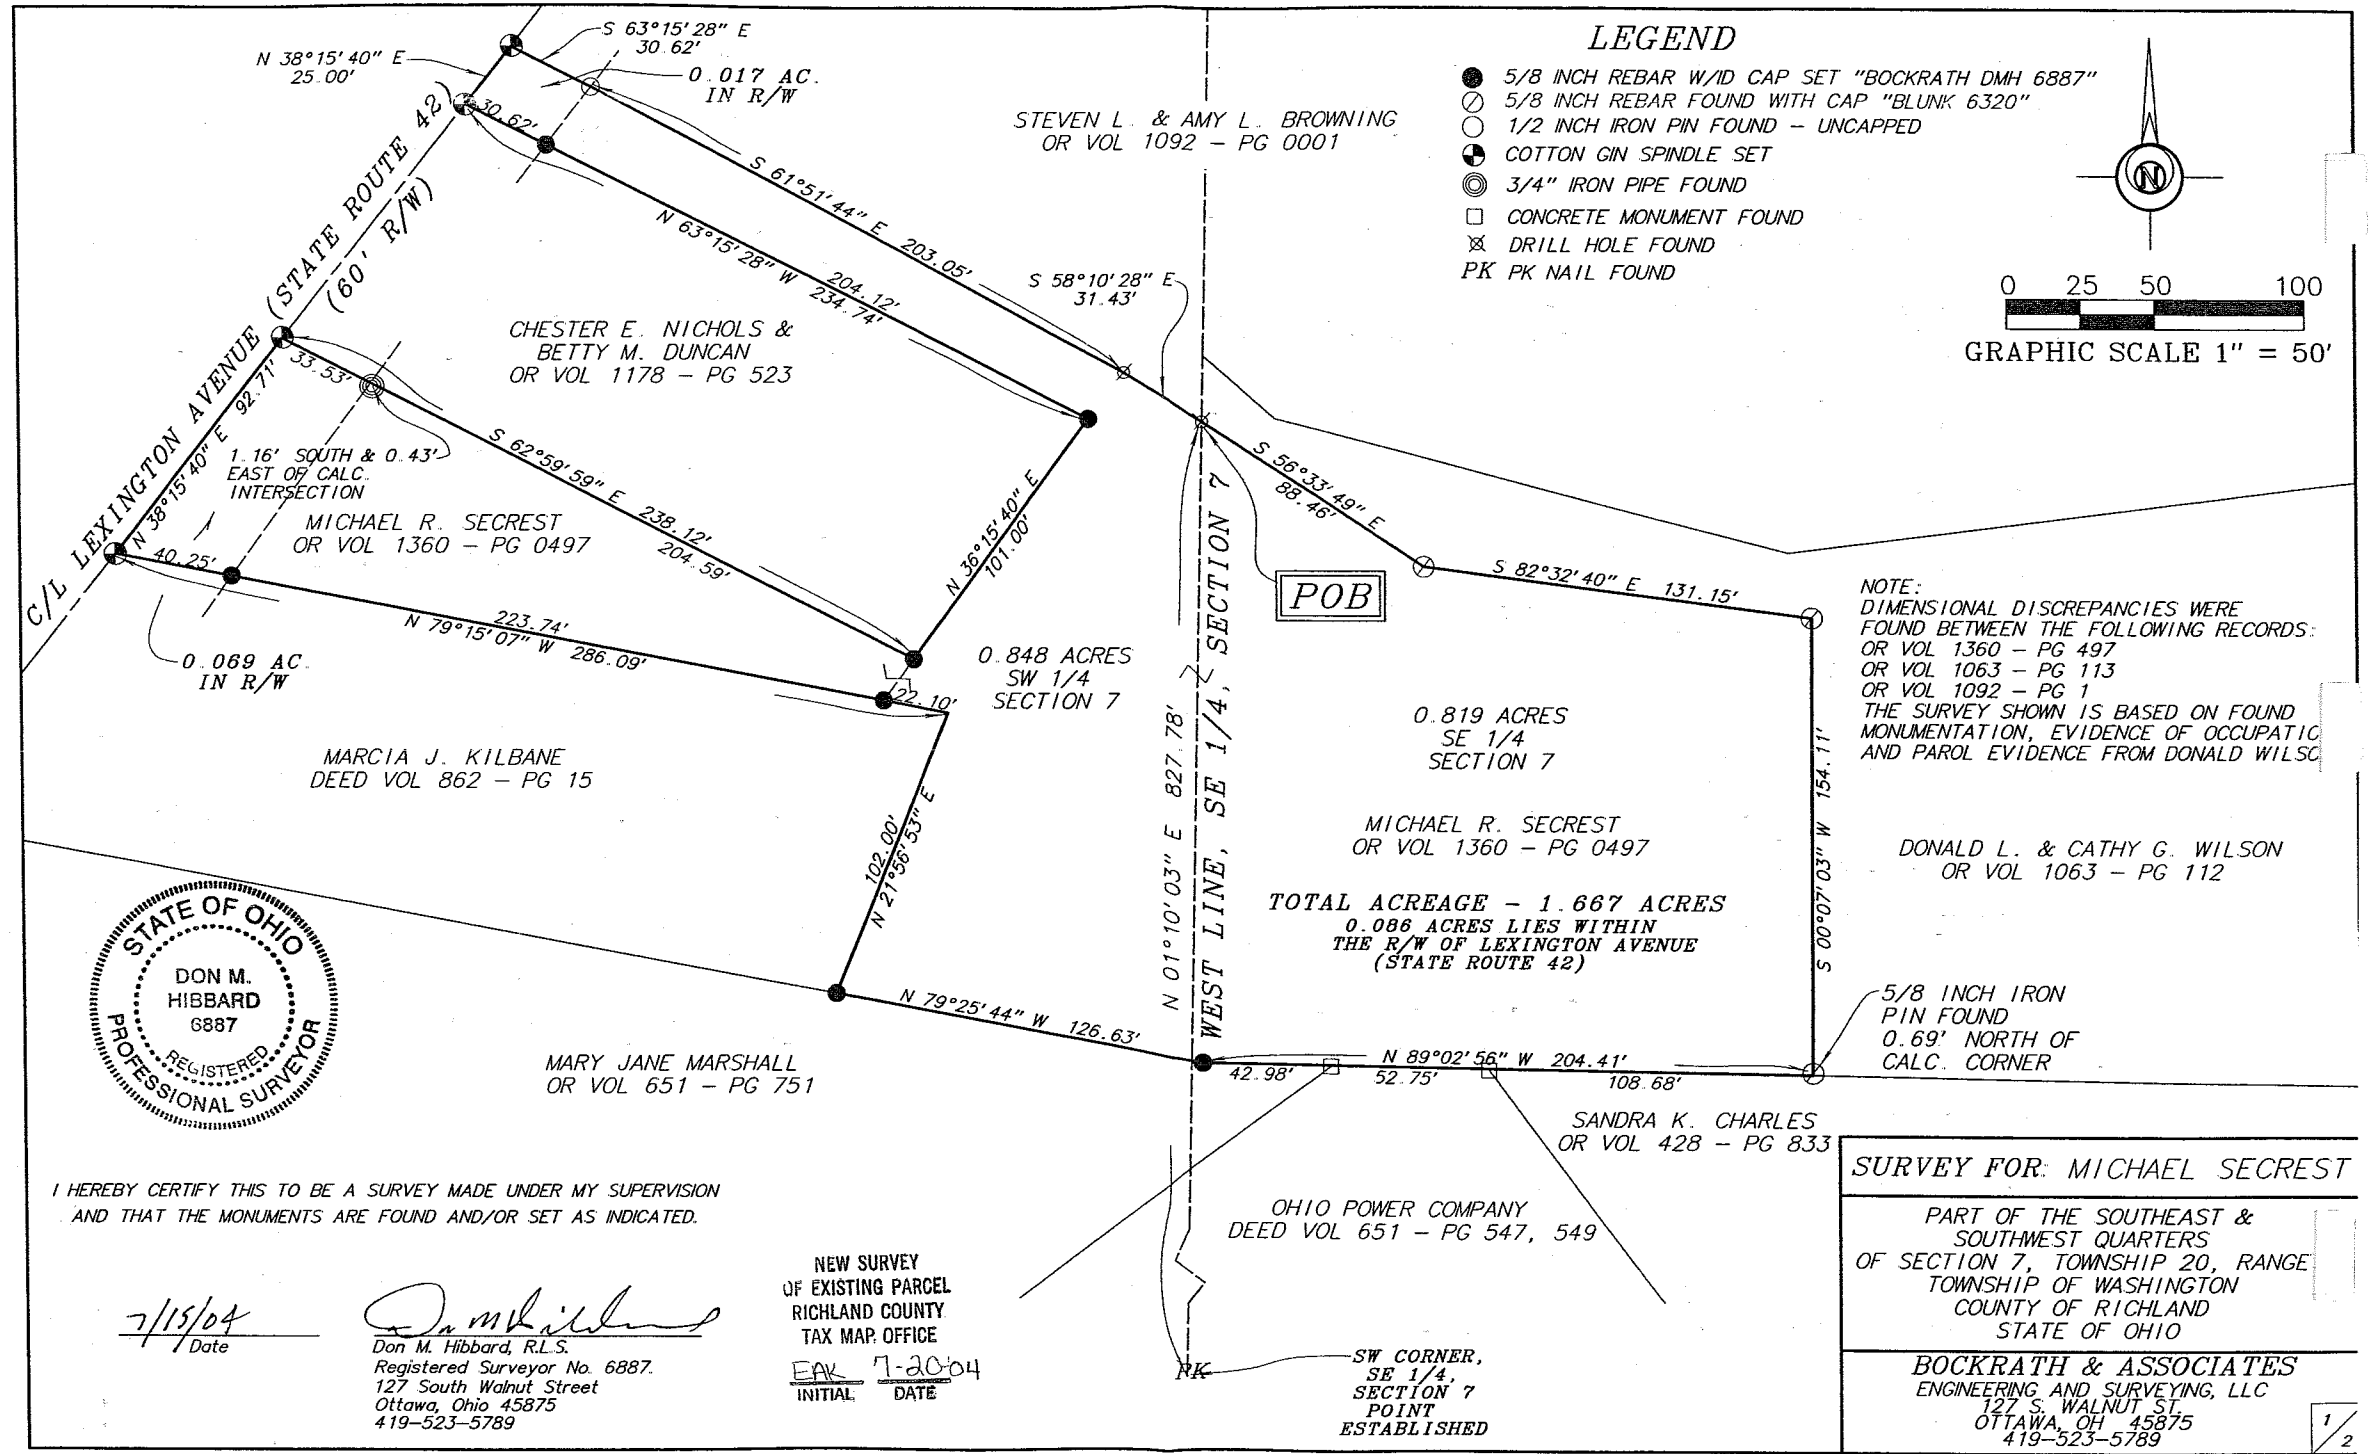 LEGEND
5/8 INCH REBAR W/ID CAP SET "BOCKRATH DMH 6887"
5/8 INCH REBAR FOUND WITH CAP "BLUNK 6320"
1/2 INCH IRON PIN FOUND – UNCAPPED
COTTON GIN SPINDLE SET
3/4" IRON PIPE FOUND
CONCRETE MONUMENT FOUND
DRILL HOLE FOUND
PK PK NAIL FOUND
N
0 25 50 100
GRAPHIC SCALE 1" = 50'
N 38°15'40" E
25.00'
S 63°15'28" E
30.62'
0.017 AC.
IN R/W
30.62'
STEVEN L. & AMY L. BROWNING
OR VOL 1092 – PG 0001
S 61°51'44" E 203.05'
N 63°15'28" W 204.12'
234.74'
S 58°10'28" E
31.43'
C/L LEXINGTON AVENUE (STATE ROUTE 42)
(60' R/W)
CHESTER E. NICHOLS &
BETTY M. DUNCAN
OR VOL 1178 – PG 523
33.53'
N 38°15'40" E 92.71'
1.16' SOUTH & 0.43'
EAST OF CALC.
INTERSECTION
S 62°59'59" E 238.12'
204.59'
MICHAEL R. SECREST
OR VOL 1360 – PG 0497
N 36°15'40" E
101.00'
40.25'
223.74'
N 79°15'07" W 286.09'
22.10'
0.069 AC.
IN R/W
0.848 ACRES
SW 1/4
SECTION 7
MARCIA J. KILBANE
DEED VOL 862 – PG 15
102.00'
N 21°56'53" E
N 01°10'03" E 827.78'
WEST LINE, SE 1/4, SECTION 7
S 56°33'49" E
88.46'
POB
S 82°32'40" E 131.15'
NOTE:
DIMENSIONAL DISCREPANCIES WERE
FOUND BETWEEN THE FOLLOWING RECORDS:
OR VOL 1360 – PG 497
OR VOL 1063 – PG 113
OR VOL 1092 – PG 1
THE SURVEY SHOWN IS BASED ON FOUND
MONUMENTATION, EVIDENCE OF OCCUPATIO
AND PAROL EVIDENCE FROM DONALD WILSO
0.819 ACRES
SE 1/4
SECTION 7
S 00°07'03" W 154.11'
MICHAEL R. SECREST
OR VOL 1360 – PG 0497
DONALD L. & CATHY G. WILSON
OR VOL 1063 – PG 112
TOTAL ACREAGE – 1.667 ACRES
0.086 ACRES LIES WITHIN
THE R/W OF LEXINGTON AVENUE
(STATE ROUTE 42)
5/8 INCH IRON
PIN FOUND
0.69' NORTH OF
CALC. CORNER
N 79°25'44" W 126.63'
N 89°02'56" W 204.41'
42.98' 52.75' 108.68'
STATE OF OHIO
DON M.
HIBBARD
6887
REGISTERED
PROFESSIONAL SURVEYOR
MARY JANE MARSHALL
OR VOL 651 – PG 751
SANDRA K. CHARLES
OR VOL 428 – PG 833
OHIO POWER COMPANY
DEED VOL 651 – PG 547, 549
I HEREBY CERTIFY THIS TO BE A SURVEY MADE UNDER MY SUPERVISION
AND THAT THE MONUMENTS ARE FOUND AND/OR SET AS INDICATED.
7/15/04
Date
Don M. Hibbard, R.L.S.
Registered Surveyor No. 6887
127 South Walnut Street
Ottawa, Ohio 45875
419–523–5789
NEW SURVEY
OF EXISTING PARCEL
RICHLAND COUNTY
TAX MAP OFFICE
EAK 7-20-04
INITIAL DATE
PK
SW CORNER,
SE 1/4,
SECTION 7
POINT
ESTABLISHED
SURVEY FOR: MICHAEL SECREST
PART OF THE SOUTHEAST &
SOUTHWEST QUARTERS
OF SECTION 7, TOWNSHIP 20, RANGE
TOWNSHIP OF WASHINGTON
COUNTY OF RICHLAND
STATE OF OHIO
BOCKRATH & ASSOCIATES
ENGINEERING AND SURVEYING, LLC
127 S. WALNUT ST.
OTTAWA, OH 45875
419–523–5789
1/2